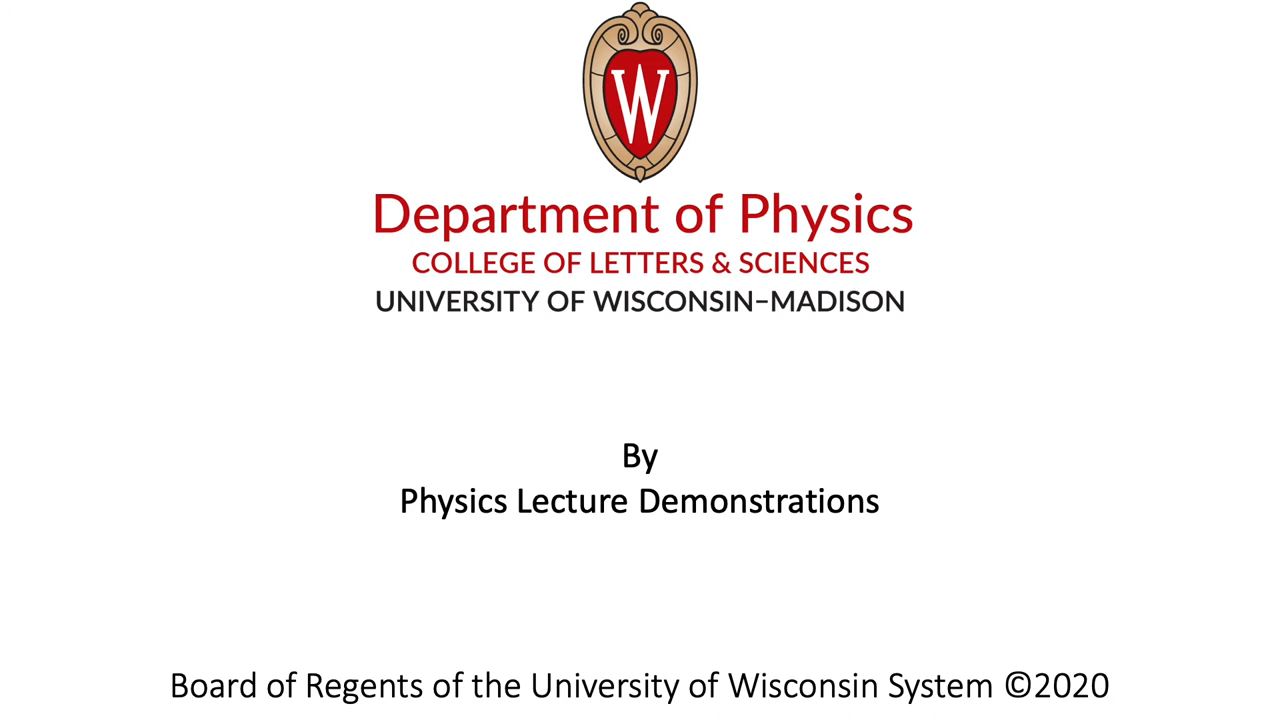 W
Department of Physics
COLLEGE OF LETTERS & SCIENCES
UNIVERSITY OF WISCONSIN–MADISON
By
Physics Lecture Demonstrations
Board of Regents of the University of Wisconsin System ©2020